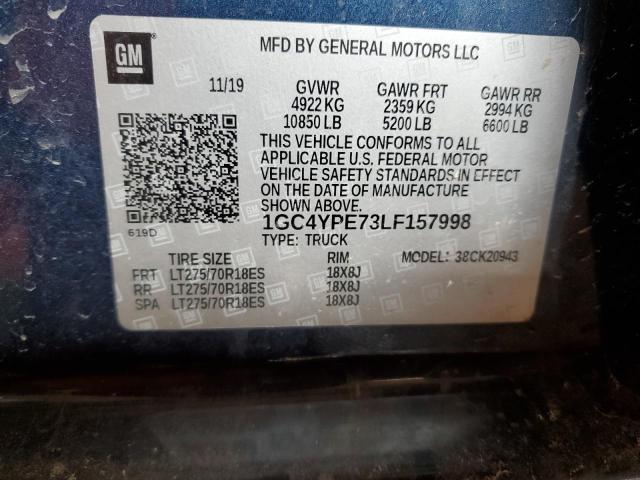 GM
MFD BY GENERAL MOTORS LLC
11/19 GVWR GAWR FRT GAWR RR
4922 KG 2359 KG 2994 KG
10850 LB 5200 LB 6600 LB
THIS VEHICLE CONFORMS TO ALL
APPLICABLE U.S. FEDERAL MOTOR
VEHICLE SAFETY STANDARDS IN EFFECT
ON THE DATE OF MANUFACTURE
SHOWN ABOVE.
619D
1GC4YPE73LF157998
TYPE: TRUCK MODEL: 38CK20943
TIRE SIZE RIM
FRT LT275/70R18ES 18X8J
RR LT275/70R18ES 18X8J
SPA LT275/70R18ES 18X8J